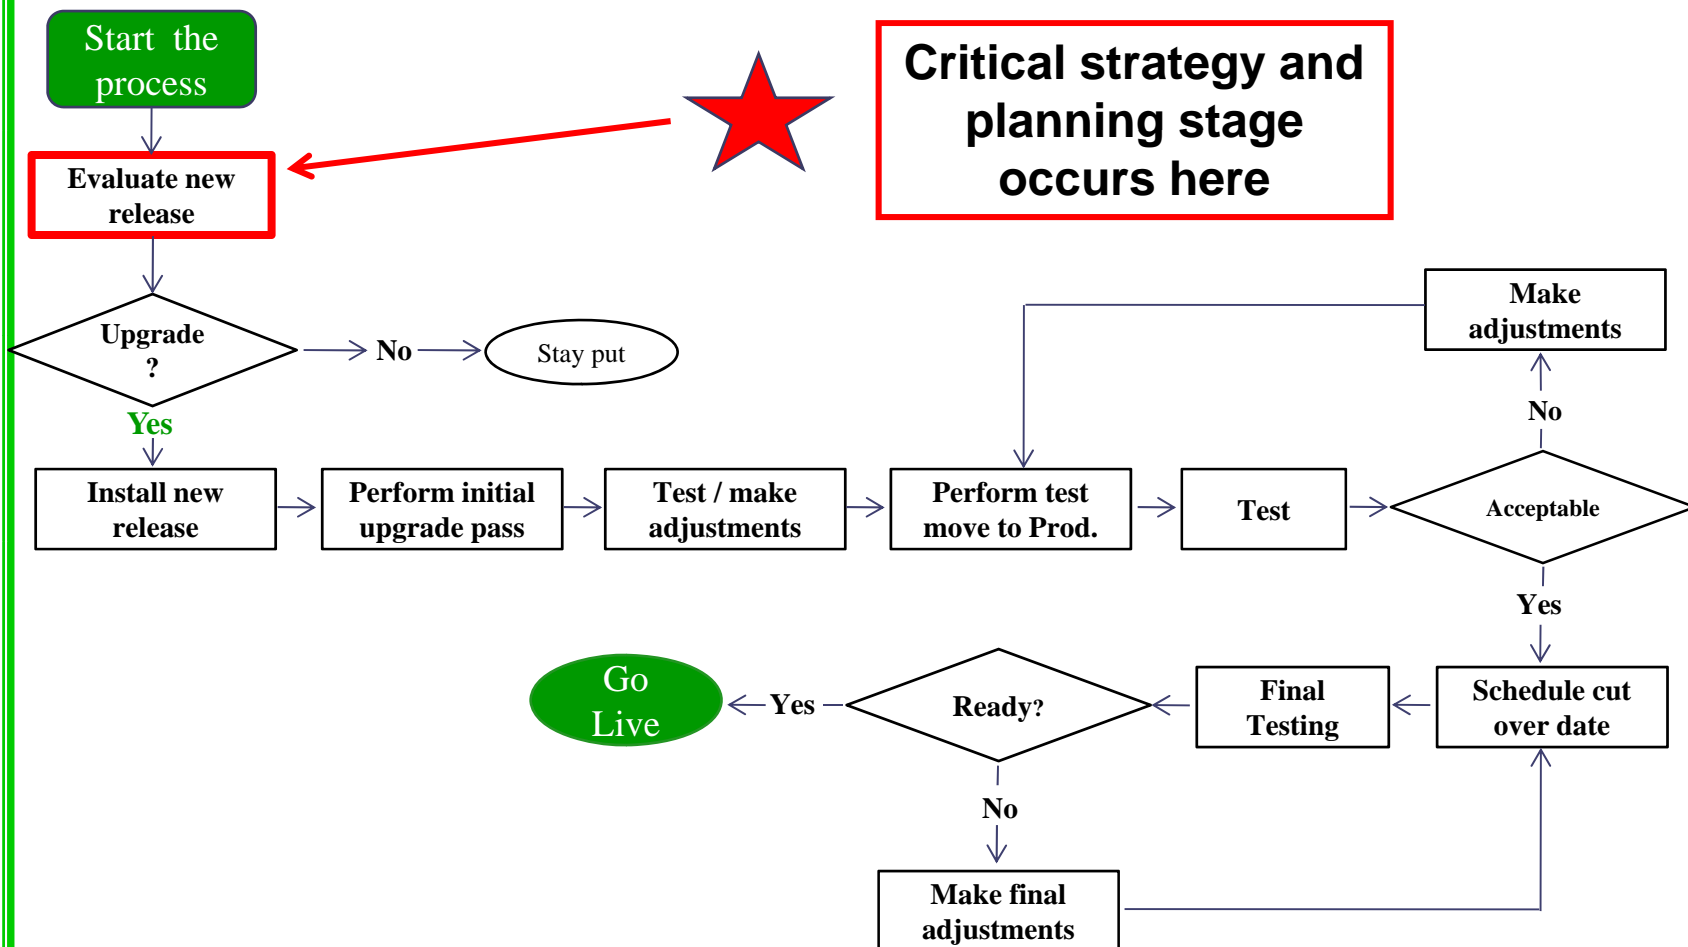 Start the
process
Critical strategy and
planning stage
occurs here
Evaluate new
release
Upgrade
?
No
Stay put
Yes
Make
adjustments
No
Install new
release
Perform initial
upgrade pass
Test / make
adjustments
Perform test
move to Prod.
Test
Acceptable
Yes
Schedule cut
over date
Final
Testing
Ready?
Yes
Go
Live
No
Make final
adjustments